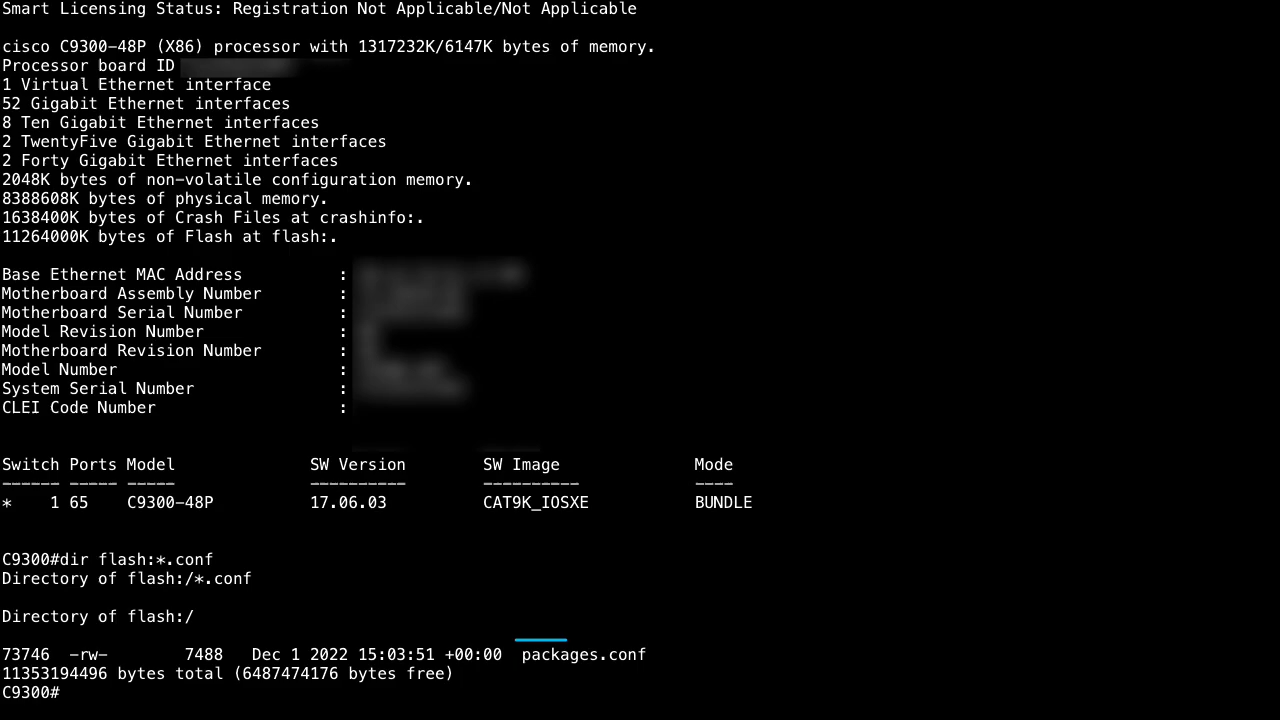 Smart Licensing Status: Registration Not Applicable/Not Applicable
cisco C9300-48P (X86) processor with 1317232K/6147K bytes of memory.
Processor board ID
1 Virtual Ethernet interface
52 Gigabit Ethernet interfaces
8 Ten Gigabit Ethernet interfaces
2 TwentyFive Gigabit Ethernet interfaces
2 Forty Gigabit Ethernet interfaces
2048K bytes of non-volatile configuration memory.
8388608K bytes of physical memory.
1638400K bytes of Crash Files at crashinfo:.
11264000K bytes of Flash at flash:.
Base Ethernet MAC Address :
Motherboard Assembly Number :
Motherboard Serial Number :
Model Revision Number :
Motherboard Revision Number :
Model Number :
System Serial Number :
CLEI Code Number :
Switch Ports Model SW Version SW Image Mode
------ ----- ----- ---------- ---------- ----
* 1 65 C9300-48P 17.06.03 CAT9K_IOSXE BUNDLE
C9300#dir flash:*.conf
Directory of flash:/*.conf
Directory of flash:/
73746 -rw- 7488 Dec 1 2022 15:03:51 +00:00 packages.conf
11353194496 bytes total (6487474176 bytes free)
C9300#